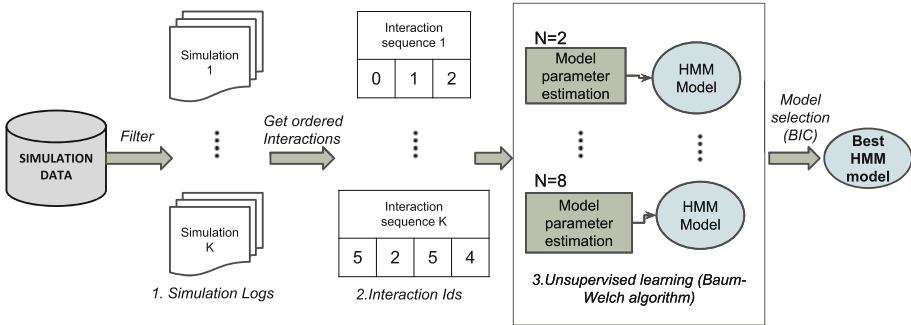 SIMULATION
DATA
Filter
Simulation
1
Simulation
K
1. Simulation Logs
Get ordered
Interactions
Interaction
sequence 1
0 1 2
Interaction
sequence K
5 2 5 4
2.Interaction Ids
N=2
Model
parameter
estimation
HMM
Model
N=8
Model
parameter
estimation
HMM
Model
3.Unsupervised learning (Baum-
Welch algorithm)
Model
selection
(BIC)
Best
HMM
model